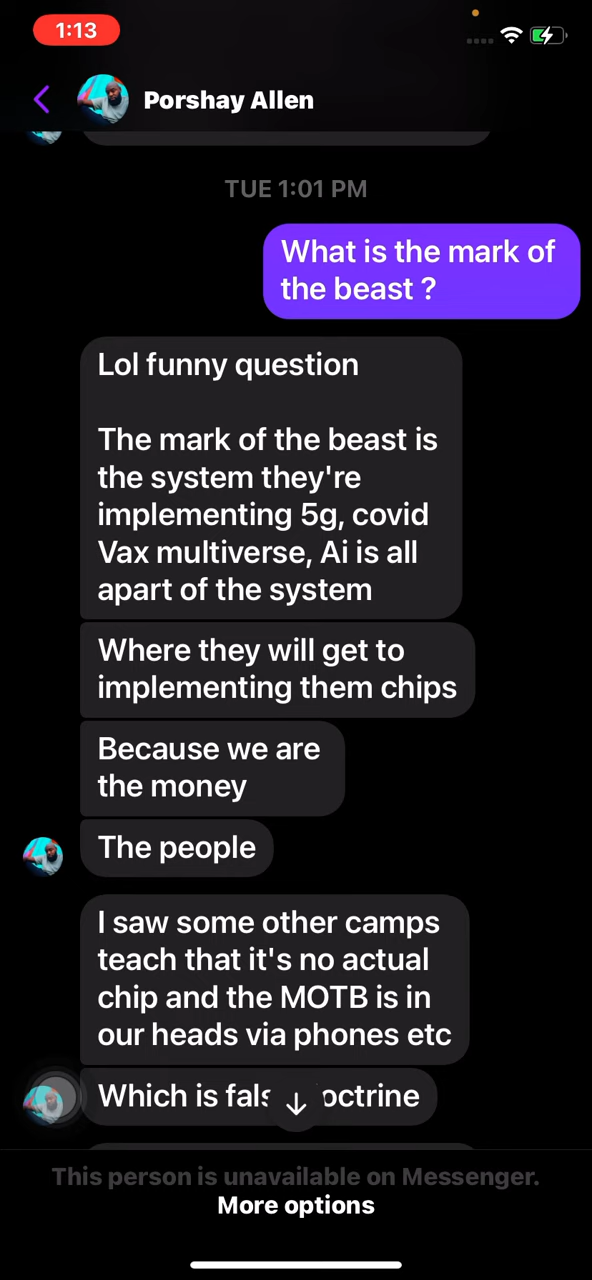 1:13
Porshay Allen
TUE 1:01 PM
What is the mark of
the beast ?
Lol funny question
The mark of the beast is
the system they're
implementing 5g, covid
Vax multiverse, Ai is all
apart of the system
Where they will get to
implementing them chips
Because we are
the money
The people
I saw some other camps
teach that it's no actual
chip and the MOTB is in
our heads via phones etc
Which is
This person is unavailable on Messenger.
More options